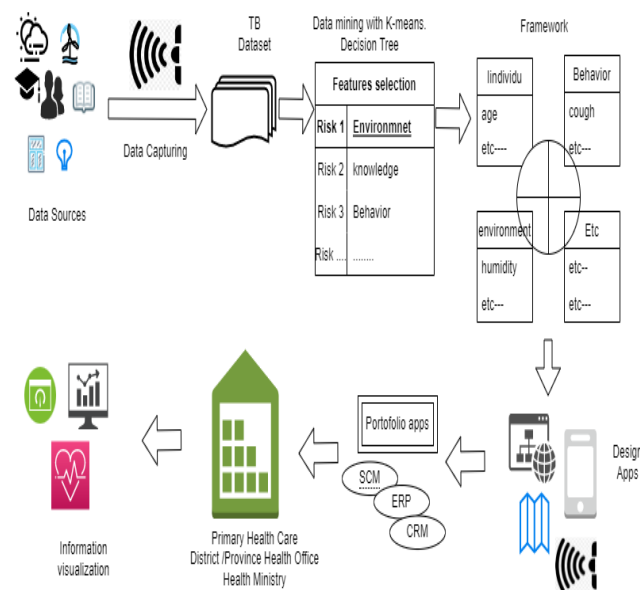 TB
Dataset
Data mining with K-means.
Decision Tree
Framework
Data Sources
Data Capturing
Features selection
Risk 1 Environmnet
Risk 2 knowledge
Risk 3 Behavior
Risk .... ........
Iindividu
age
etc----
Behavior
cough
etc---
environment
humidity
etc---
Etc
etc--
etc---
Design
Apps
Portofolio apps
SCM
ERP
CRM
Primary Health Care
District /Province Health Office
Health Ministry
Information
visualization